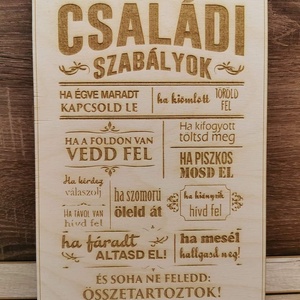 CSALÁDI
SZABÁLYOK
HA ÉGVE MARADT
KAPCSOLD LE
ha kiömlött
TÖRÖLD
FEL
HA A FÖLDÖN VAN
VEDD FEL
Ha kifogyott
töltsd meg
HA PISZKOS
MOSD EL
Ha kérdez
válaszolj
ha szomorú
öleld át
ha hiányzik
hívd fel
HA TÁVOL VAN
hívd fel
ha fáradt
ALTASD EL!
ha mesél
hallgasd meg!
ÉS SOHA NE FELEDD:
ÖSSZETARTOZTOK!